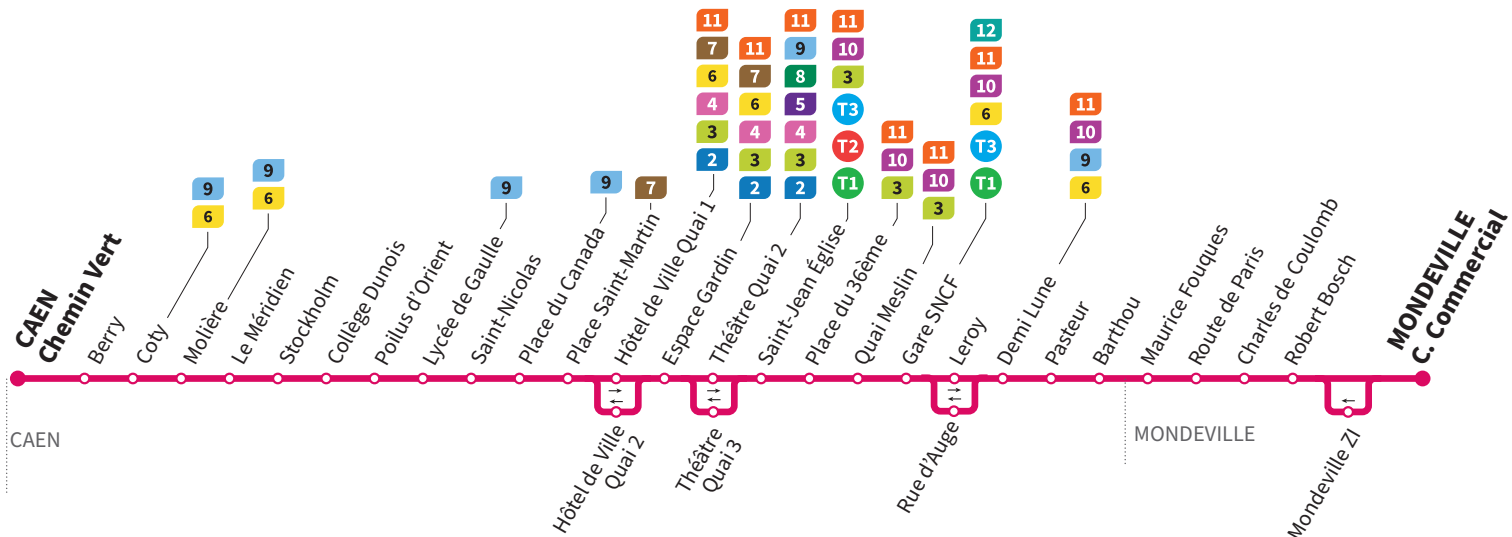 11
7
6
4
3
2
11
7
6
4
3
2
11
9
8
5
4
3
2
11
10
3
T3
T2
T1
11
10
3
11
10
3
12
11
10
6
T3
T1
11
10
9
6
9
6
9
6
9
9
7
CAEN
Chemin Vert
Berry
Coty
Molière
Le Méridien
Stockholm
Collège Dunois
Poilus d'Orient
Lycée de Gaulle
Saint-Nicolas
Place du Canada
Place Saint-Martin
Hôtel de Ville Quai 1
Espace Gardin
Théâtre Quai 2
Saint-Jean Église
Place du 36ème
Quai Meslin
Gare SNCF
Leroy
Demi Lune
Pasteur
Barthou
Maurice Fouques
Route de Paris
Charles de Coulomb
Robert Bosch
MONDEVILLE
C. Commercial
CAEN
Hôtel de Ville
Quai 2
Théâtre
Quai 3
Rue d'Auge
MONDEVILLE
Mondeville ZI